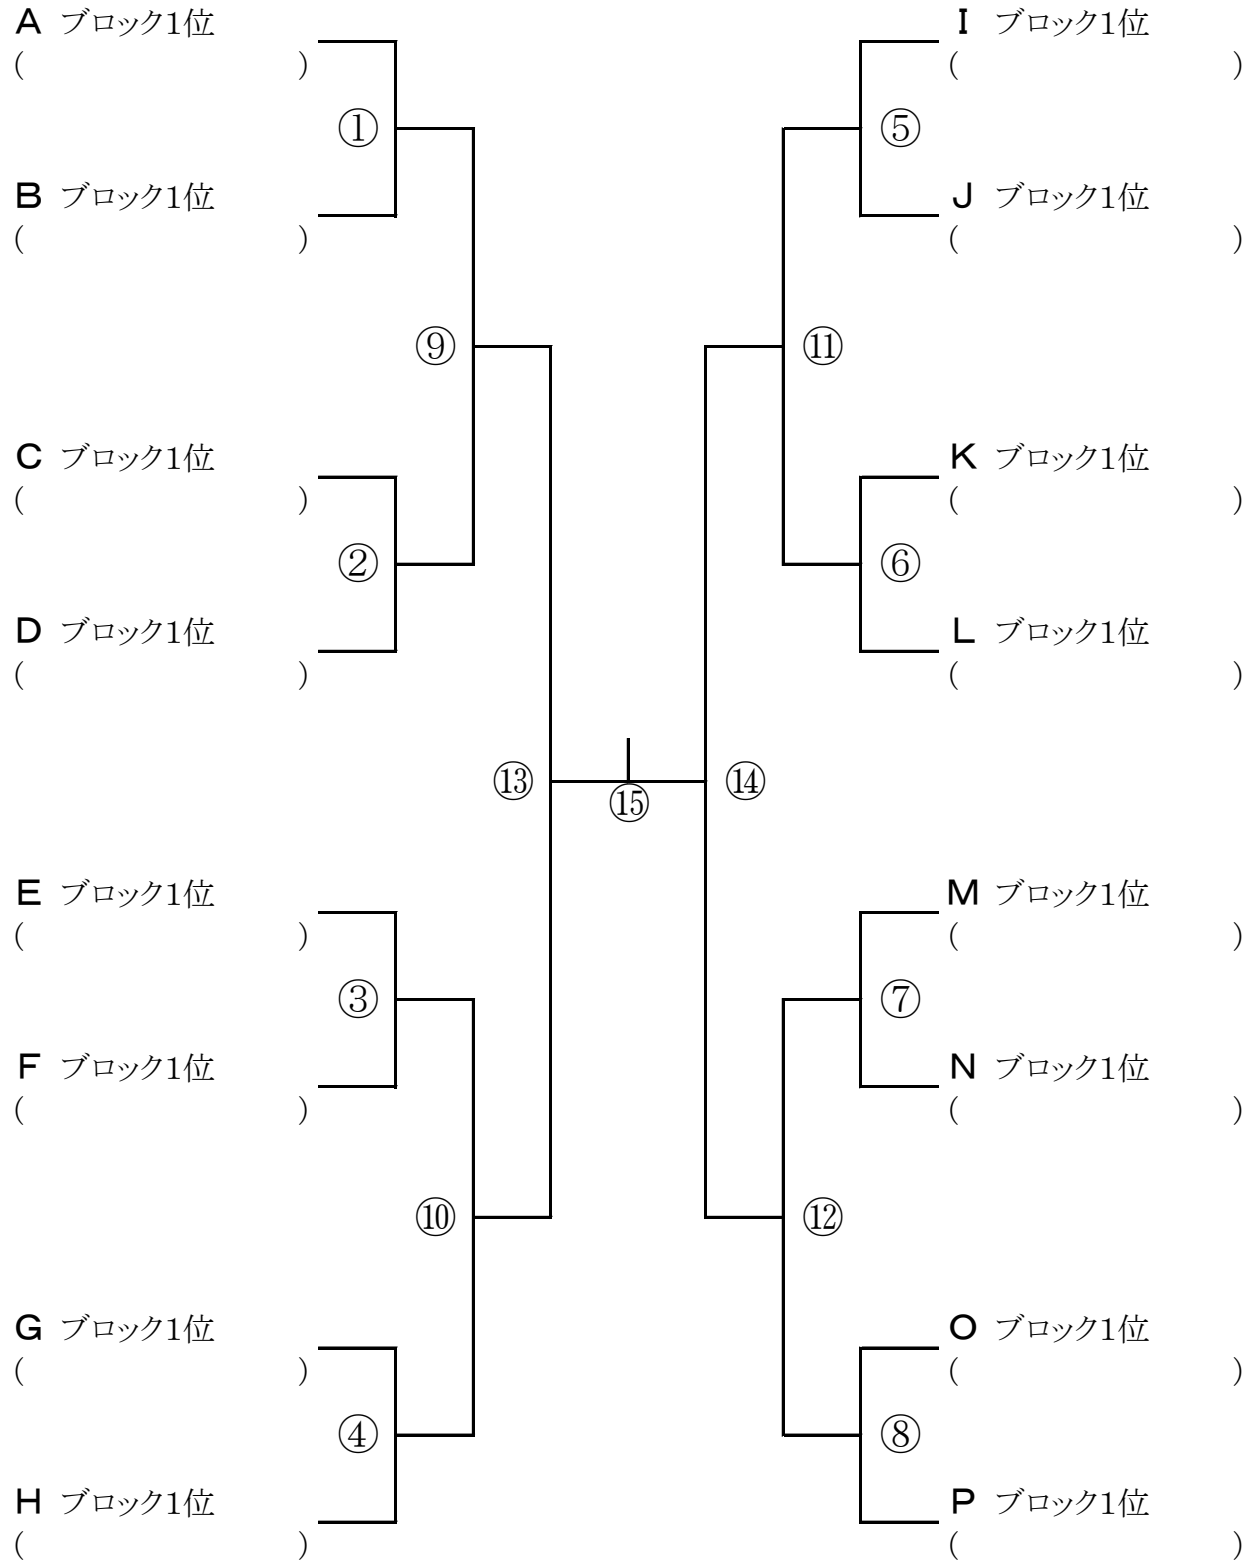 A ブロック1位
( )
①
B ブロック1位
( )
⑨
C ブロック1位
( )
②
D ブロック1位
( )
⑬
E ブロック1位
( )
③
F ブロック1位
( )
⑩
G ブロック1位
( )
④
H ブロック1位
( )
⑮
I ブロック1位
( )
⑤
J ブロック1位
( )
⑪
K ブロック1位
( )
⑥
L ブロック1位
( )
⑭
M ブロック1位
( )
⑦
N ブロック1位
( )
⑫
O ブロック1位
( )
⑧
P ブロック1位
( )